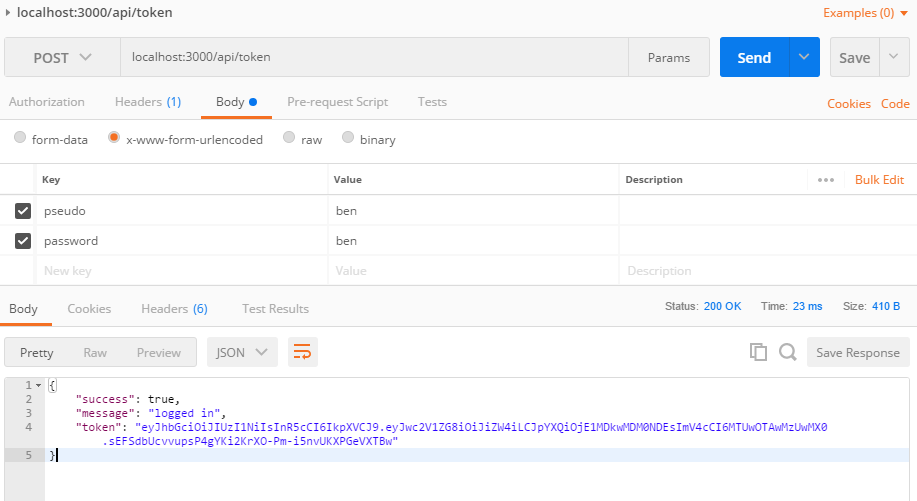 localhost:3000/api/token Examples (0)
POST localhost:3000/api/token Params Send Save
Authorization Headers (1) Body Pre-request Script Tests Cookies Code
form-data x-www-form-urlencoded raw binary
Key Value Description Bulk Edit
pseudo ben
password ben
New key Value Description
Body Cookies Headers (6) Test Results Status: 200 OK Time: 23 ms Size: 410 B
Pretty Raw Preview JSON Save Response
1 {
2 "success": true,
3 "message": "logged in",
4 "token": "eyJhbGciOiJIUzI1NiIsInR5cCI6IkpXVCJ9.eyJwc2V1ZG8iOiJiZW4iLCJpYXQiOjE1MDkwMDM0NDEsImV4cCI6MTUwOTAwMzUwMX0
.sEFSdbUcvvupsP4gYKi2KrXO-Pm-i5nvUKXPGeVXTBw"
5 }